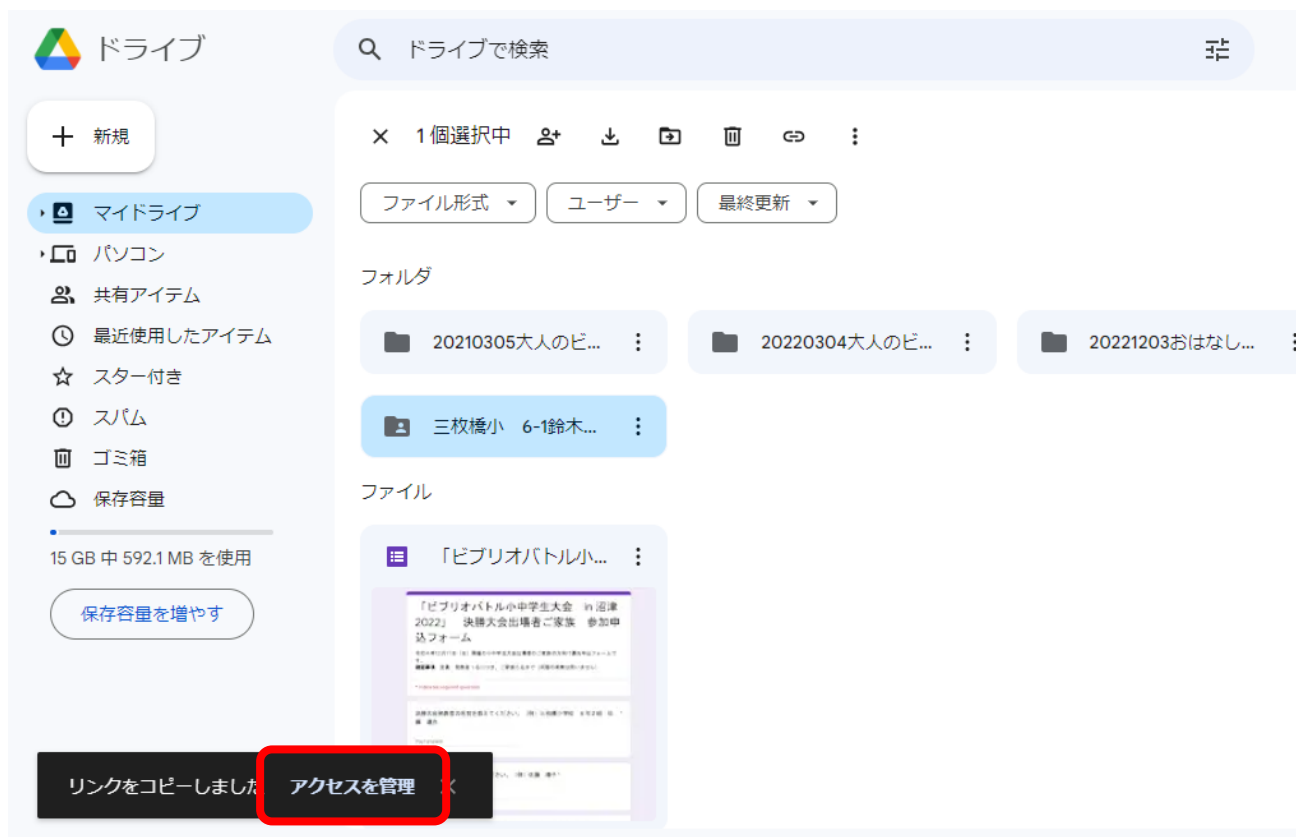 ドライブ
ドライブで検索
新規
1 個選択中
ファイル形式
ユーザー
最終更新
マイドライブ
パソコン
共有アイテム
最近使用したアイテム
スター付き
スパム
ゴミ箱
保存容量
15 GB 中 592.1 MB を使用
保存容量を増やす
フォルダ
20210305大人のビ...
20220304大人のビ...
20221203おはなし...
三枚橋小　6-1鈴木...
ファイル
「ビブリオバトル小...
「ビブリオバトル小中学生大会　in 沼津
2022」　決勝大会出場者ご家族　参加申
込フォーム
リンクをコピーしました
アクセスを管理